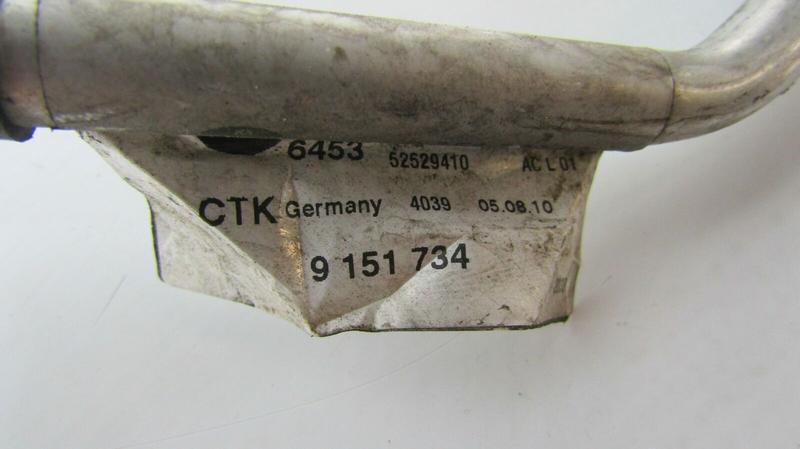 6453 52529410 AC L 01
CTK Germany 4039 05.08.10
9 151 734